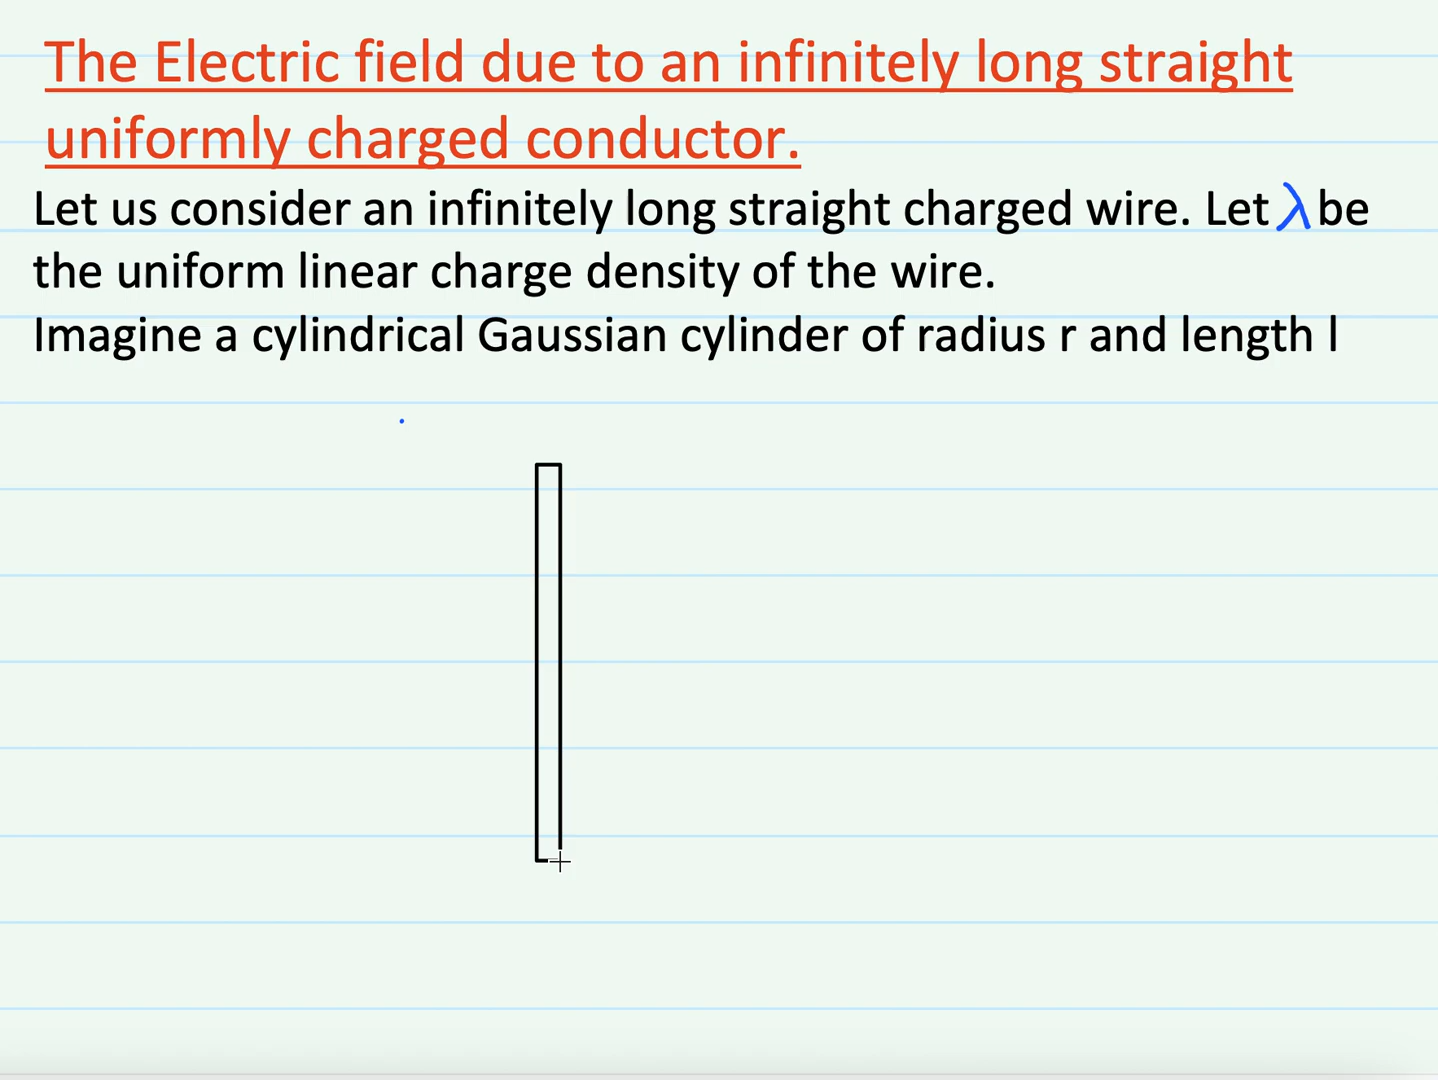 The Electric field due to an infinitely long straight
uniformly charged conductor.
Let us consider an infinitely long straight charged wire. Let λ be
the uniform linear charge density of the wire.
Imagine a cylindrical Gaussian cylinder of radius r and length l